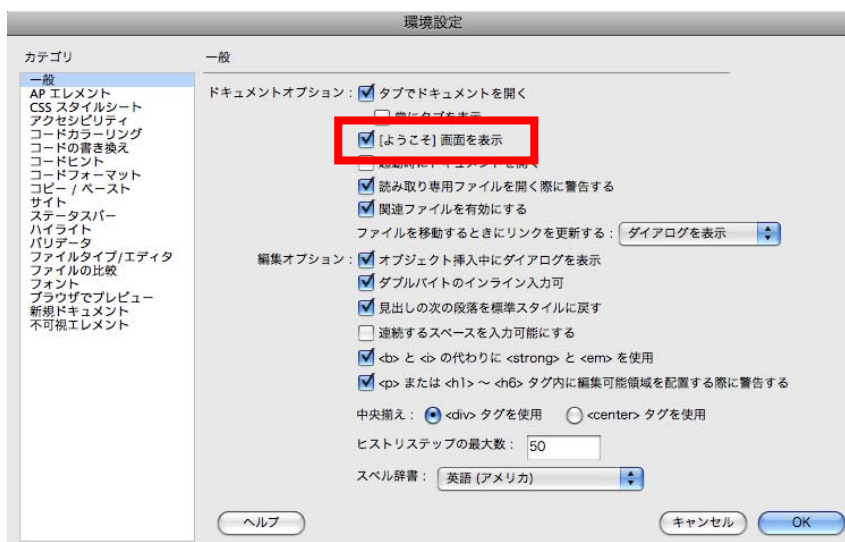 環境設定
カテゴリ
一般
AP エレメント
CSS スタイルシート
アクセシビリティ
コードカラーリング
コードの書き換え
コードヒント
コードフォーマット
コピー / ペースト
サイト
ステータスバー
ハイライト
バリデータ
ファイルタイプ/エディタ
ファイルの比較
フォント
ブラウザでプレビュー
新規ドキュメント
不可視エレメント
一般
ドキュメントオプション : タブでドキュメントを開く
常にタブを表示
[ようこそ] 画面を表示
起動時にドキュメントを開く
読み取り専用ファイルを開く際に警告する
関連ファイルを有効にする
ファイルを移動するときにリンクを更新する : ダイアログを表示
編集オプション : オブジェクト挿入中にダイアログを表示
ダブルバイトのインライン入力可
見出しの次の段落を標準スタイルに戻す
連続するスペースを入力可能にする
<b> と <i> の代わりに <strong> と <em> を使用
<p> または <h1> ～ <h6> タグ内に編集可能領域を配置する際に警告する
中央揃え : <div> タグを使用 <center> タグを使用
ヒストリステップの最大数 : 50
スペル辞書 : 英語 (アメリカ)
ヘルプ キャンセル OK